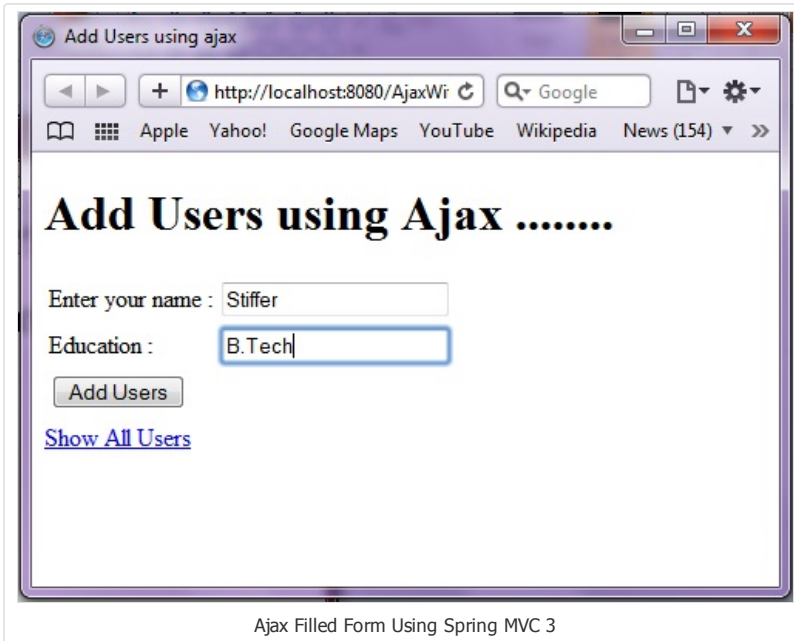 Add Users using ajax
http://localhost:8080/AjaxWi
Google
Apple Yahoo! Google Maps YouTube Wikipedia News (154)
Add Users using Ajax ........
Enter your name : Stiffer
Education : B.Tech
Add Users
Show All Users
Ajax Filled Form Using Spring MVC 3